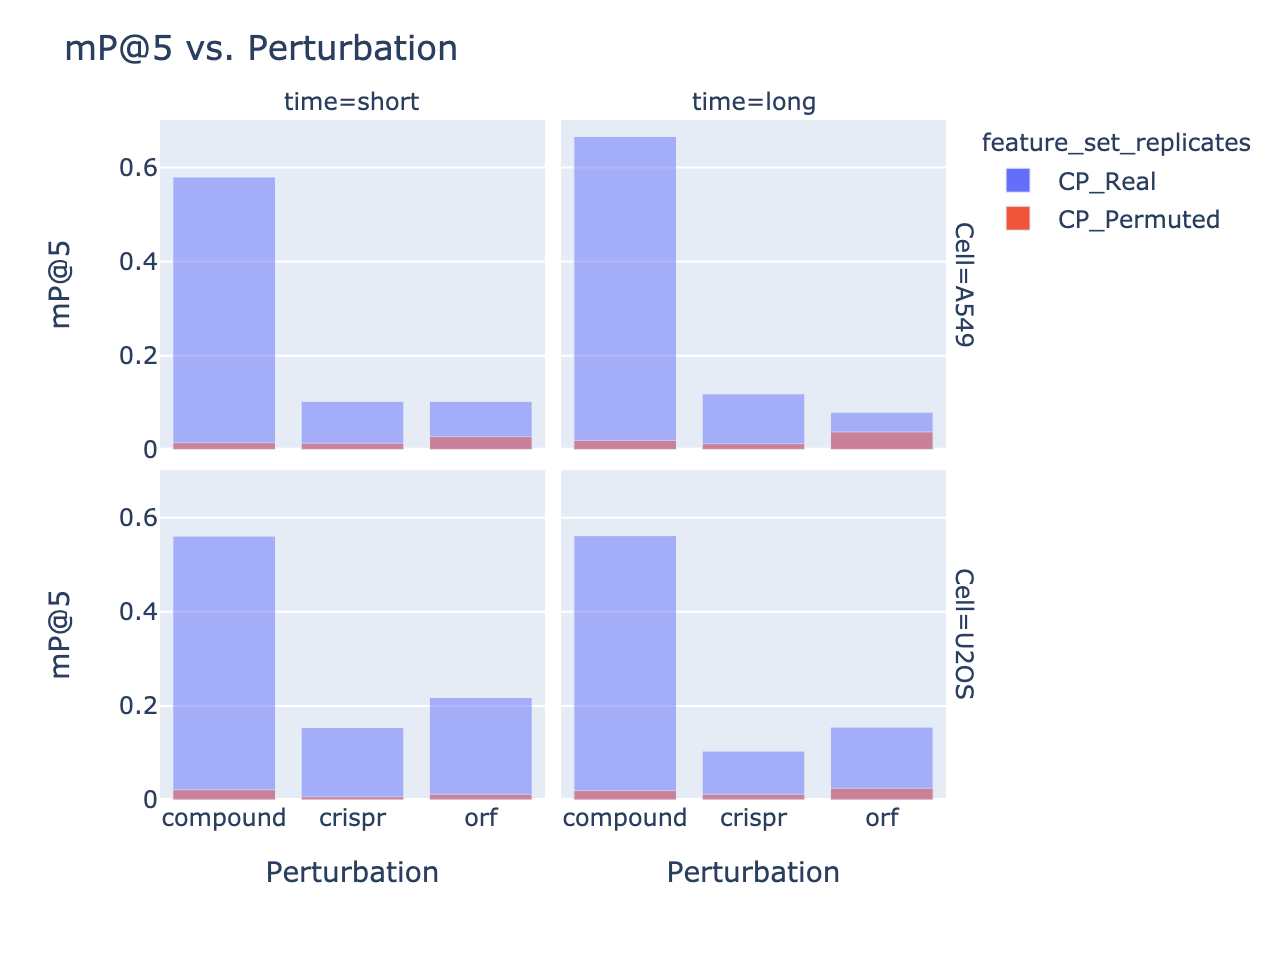 mP@5 vs. Perturbation
time=short
time=long
feature_set_replicates
CP_Real
CP_Permuted
mP@5
0.6
0.4
0.2
0
Cell=A549
mP@5
0.6
0.4
0.2
0
Cell=U2OS
compound crispr orf
compound crispr orf
Perturbation
Perturbation